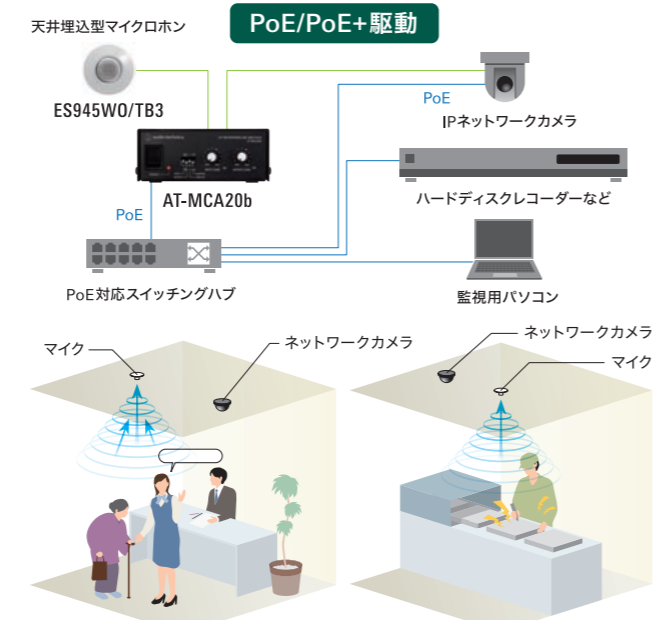 PoE/PoE+駆動
天井埋込型マイクロホン
ES945WO/TB3
PoE
IPネットワークカメラ
AT-MCA20b
ハードディスクレコーダーなど
PoE
PoE対応スイッチングハブ
監視用パソコン
マイク
ネットワークカメラ
ネットワークカメラ
マイク